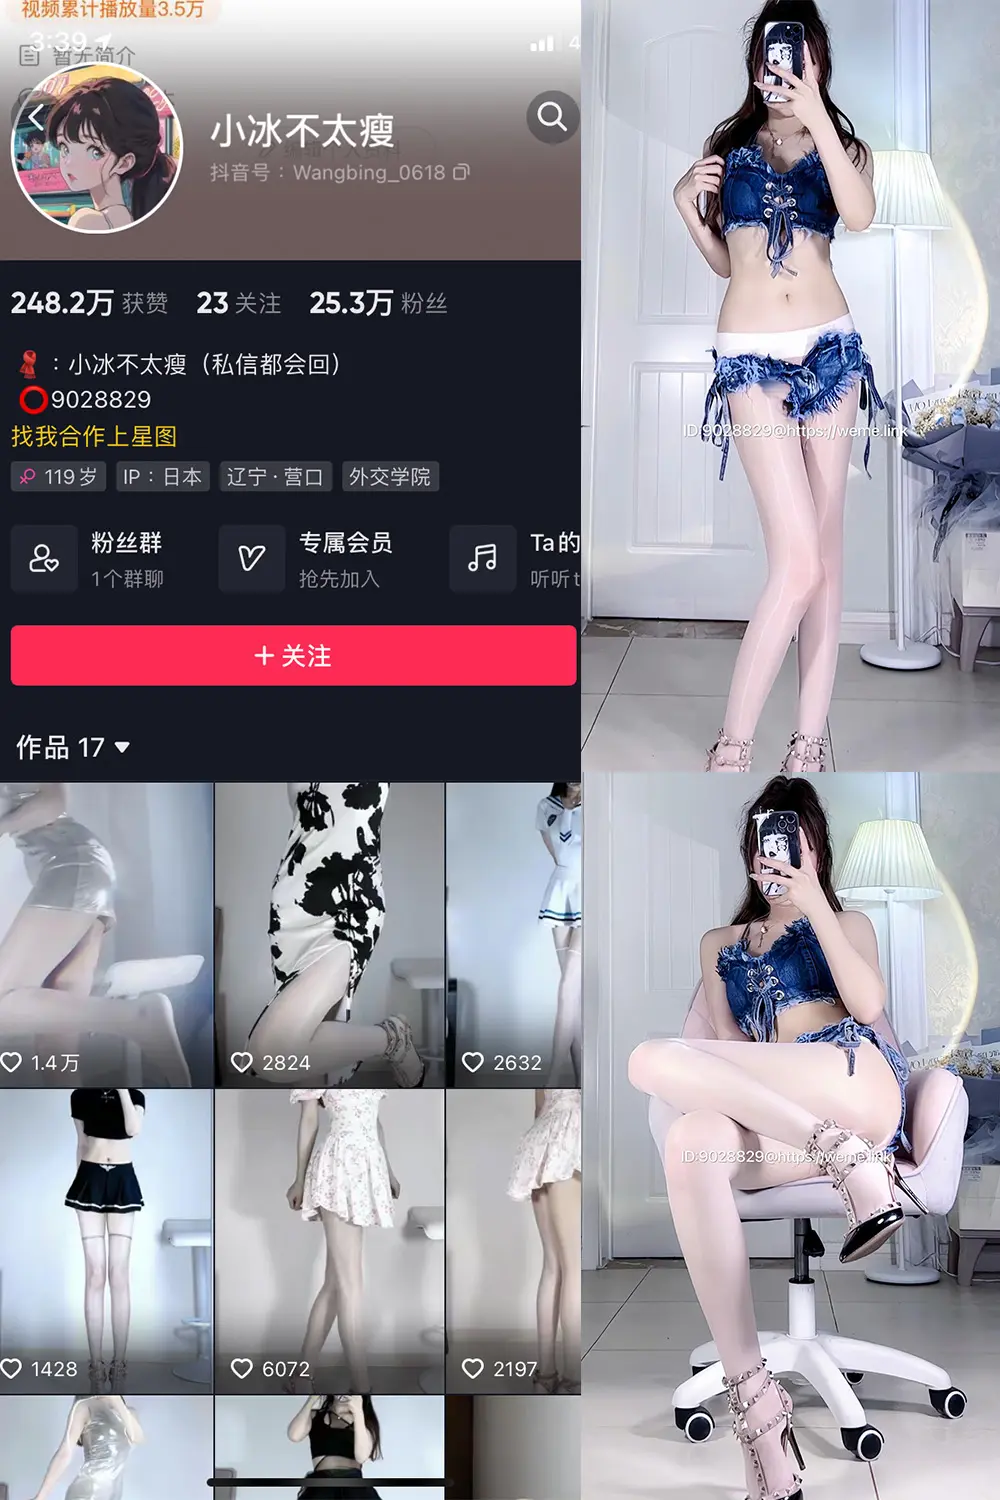 视频累计播放量3.5万
3:39
4
暂无简介
小冰不太瘦
抖音号：Wangbing_0618
248.2万 获赞 23 关注 25.3万 粉丝
：小冰不太瘦（私信都会回）
9028829
找我合作上星图
119岁 IP：日本 辽宁·营口 外交学院
粉丝群
1个群聊
专属会员
抢先加入
Ta的
听听t
+ 关注
作品 17
1.4万
2824
2632
1428
6072
2197
ID:9028829@https://weme.link
ID:9028829@https://weme.link